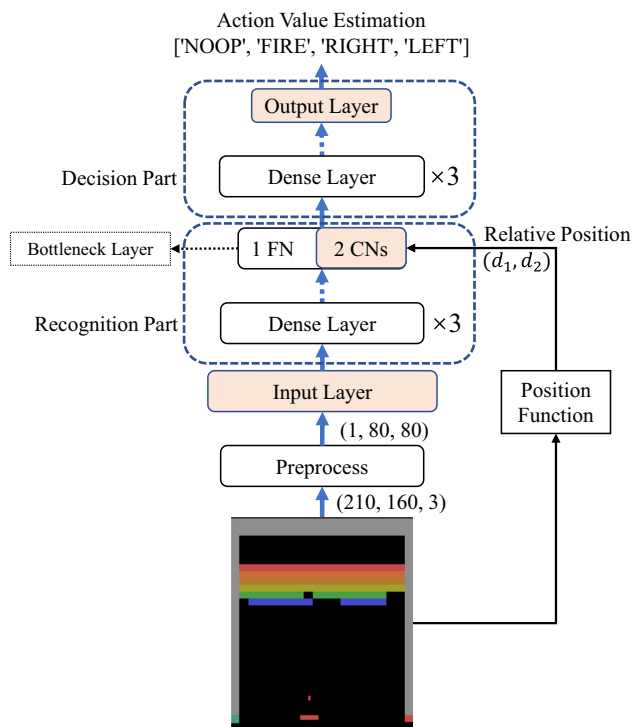 Action Value Estimation
['NOOP', 'FIRE', 'RIGHT', 'LEFT']
Output Layer
Decision Part
Dense Layer
×3
Relative Position
(d₁, d₂)
Bottleneck Layer
1 FN
2 CNs
Recognition Part
Dense Layer
×3
Input Layer
Position
Function
(1, 80, 80)
Preprocess
(210, 160, 3)